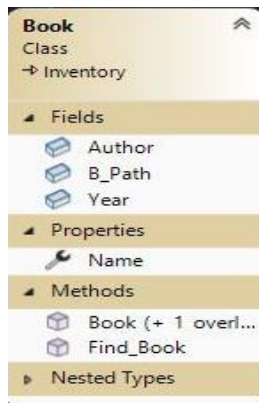 Book
Class
Inventory
Fields
Author
B_Path
Year
Properties
Name
Methods
Book (+ 1 overl...
Find_Book
Nested Types